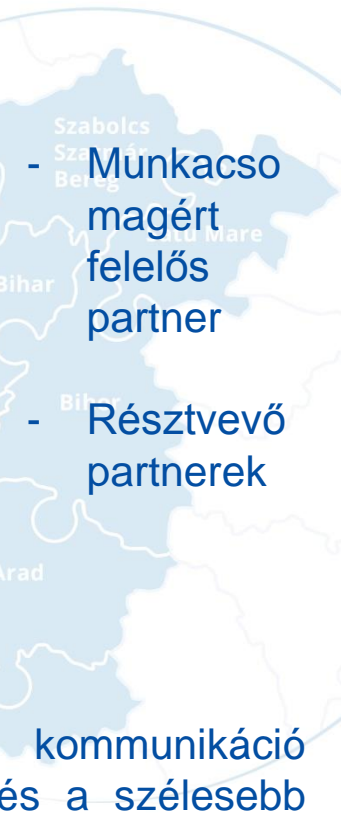 Szabolcs
Szatmár
Bereg
- Munkacso
magért
felelős
partner
Satu Mare
Bihar
Bihor
- Résztvevő
partnerek
Arad
kommunikáció
és a szélesebb